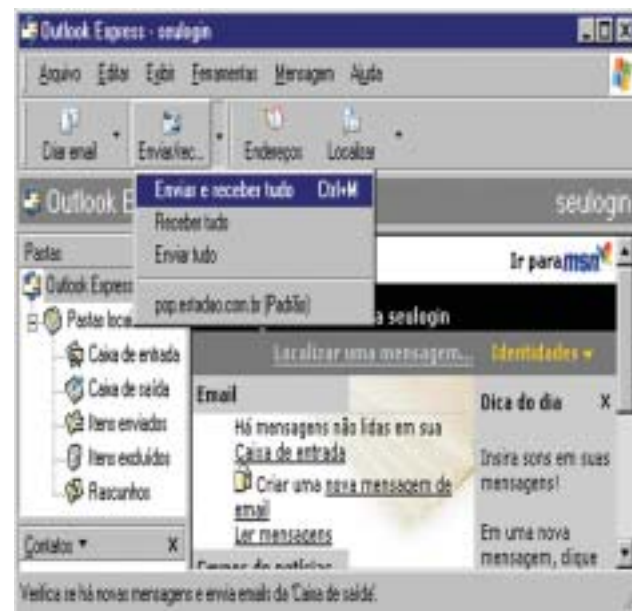 Outlook Express - seulogin
Arquivo Editar Exibir Ferramentas Mensagem Ajuda
Criar email Enviar/rec... Endereços Localizar
Enviar e receber tudo Ctrl+M
Receber tudo
Enviar tudo
pop.estadao.com.br (Padrão)
Outlook E
seulogin
Pastas
Ir para msn
Outlook Express
Pastas loca
a seulogin
Caixa de entrada
Caixa de saída
Itens enviados
Itens excluídos
Rascunhos
Contatos X
Localizar uma mensagem... Identidades
Email
Há mensagens não lidas em sua
Caixa de entrada
Criar uma nova mensagem de
email
Ler mensagens
Grupos de notícias
Dica do dia X
Insira sons em suas
mensagens!
Em uma nova
mensagem, clique
Verifica se há novas mensagens e envia emails da 'Caixa de saída'.